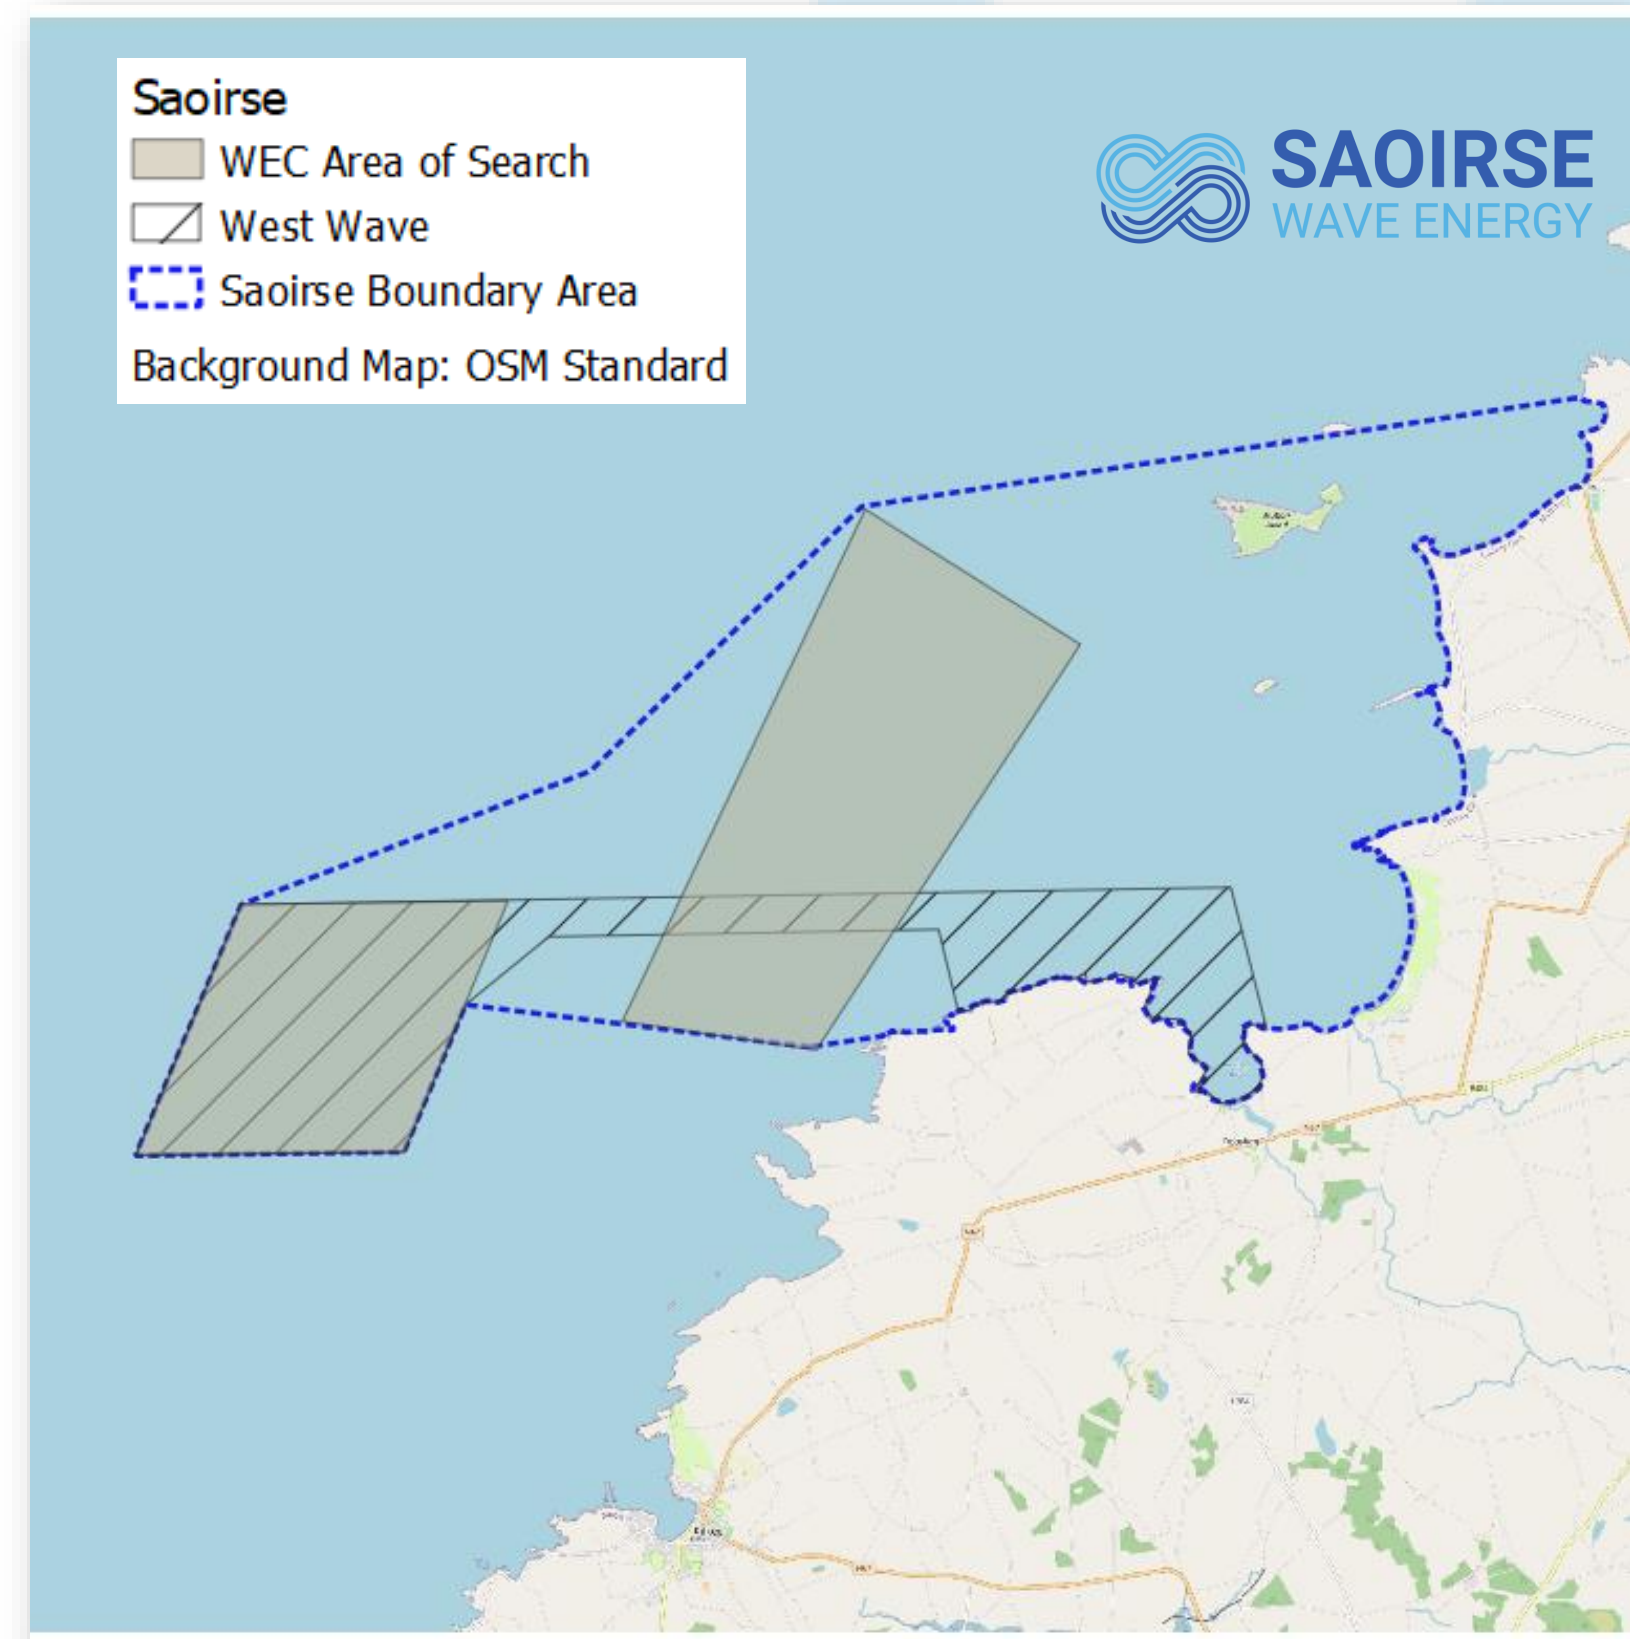 Saoirse
WEC Area of Search
West Wave
Saoirse Boundary Area
Background Map: OSM Standard
SAOIRSE
WAVE ENERGY